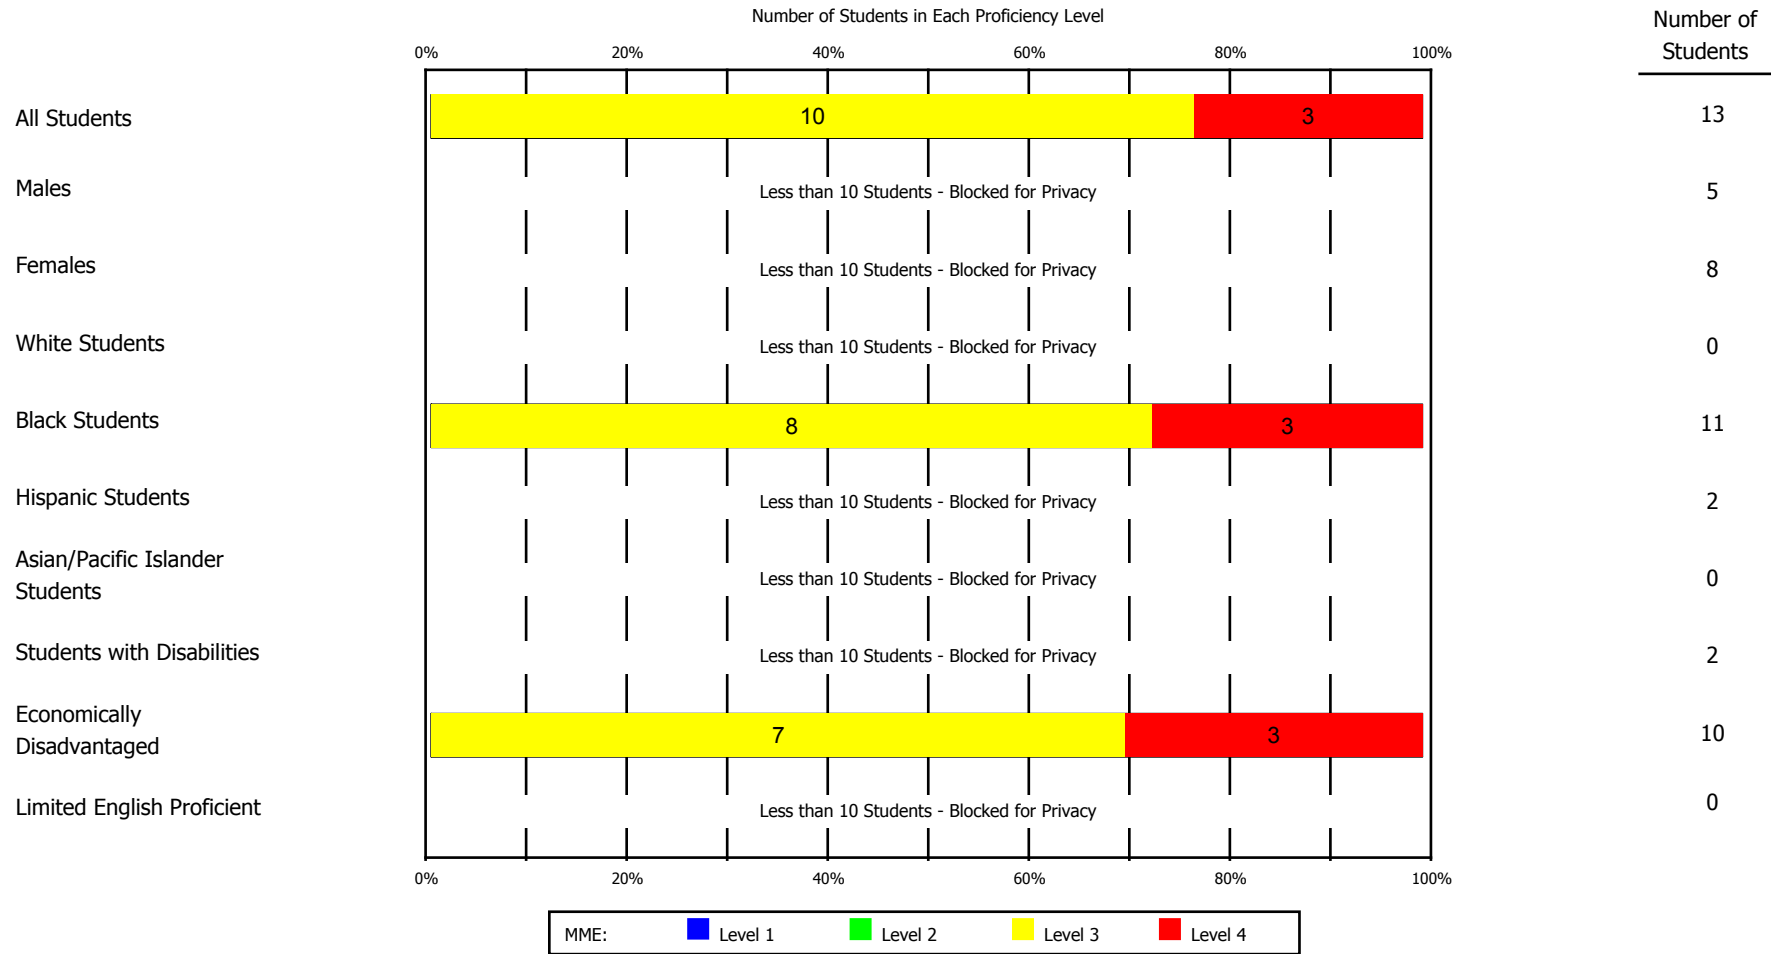 Number of Students in Each Proficiency Level
Number of
Students
0% 20% 40% 60% 80% 100%
All Students 10 3 13
Males Less than 10 Students - Blocked for Privacy 5
Females Less than 10 Students - Blocked for Privacy 8
White Students Less than 10 Students - Blocked for Privacy 0
Black Students 8 3 11
Hispanic Students Less than 10 Students - Blocked for Privacy 2
Asian/Pacific Islander
Students Less than 10 Students - Blocked for Privacy 0
Students with Disabilities Less than 10 Students - Blocked for Privacy 2
Economically
Disadvantaged 7 3 10
Limited English Proficient Less than 10 Students - Blocked for Privacy 0
0% 20% 40% 60% 80% 100%
MME: Level 1 Level 2 Level 3 Level 4